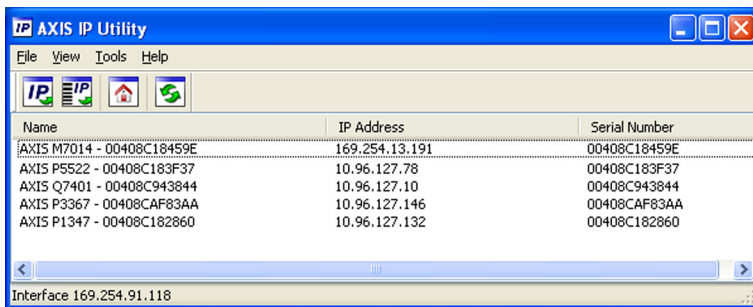 IP AXIS IP Utility
File View Tools Help
IP IP
Name IP Address Serial Number
AXIS M7014 - 00408C18459E 169.254.13.191 00408C18459E
AXIS P5522 - 00408C183F37 10.96.127.78 00408C183F37
AXIS Q7401 - 00408C943844 10.96.127.10 00408C943844
AXIS P3367 - 00408CAF83AA 10.96.127.146 00408CAF83AA
AXIS P1347 - 00408C182860 10.96.127.132 00408C182860
Interface 169.254.91.118